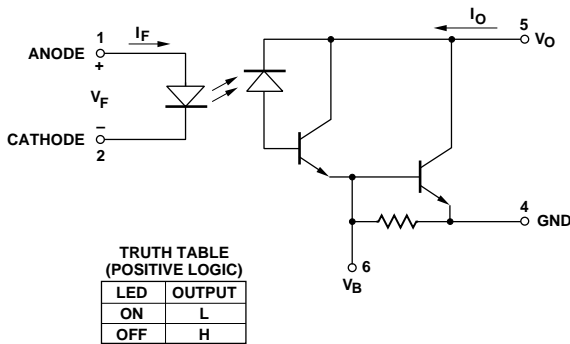 1
ANODE
+
I_F
V_F
–
CATHODE
2
I_O
5
V_O
4
GND
6
V_B
TRUTH TABLE
(POSITIVE LOGIC)
LED OUTPUT
ON L
OFF H